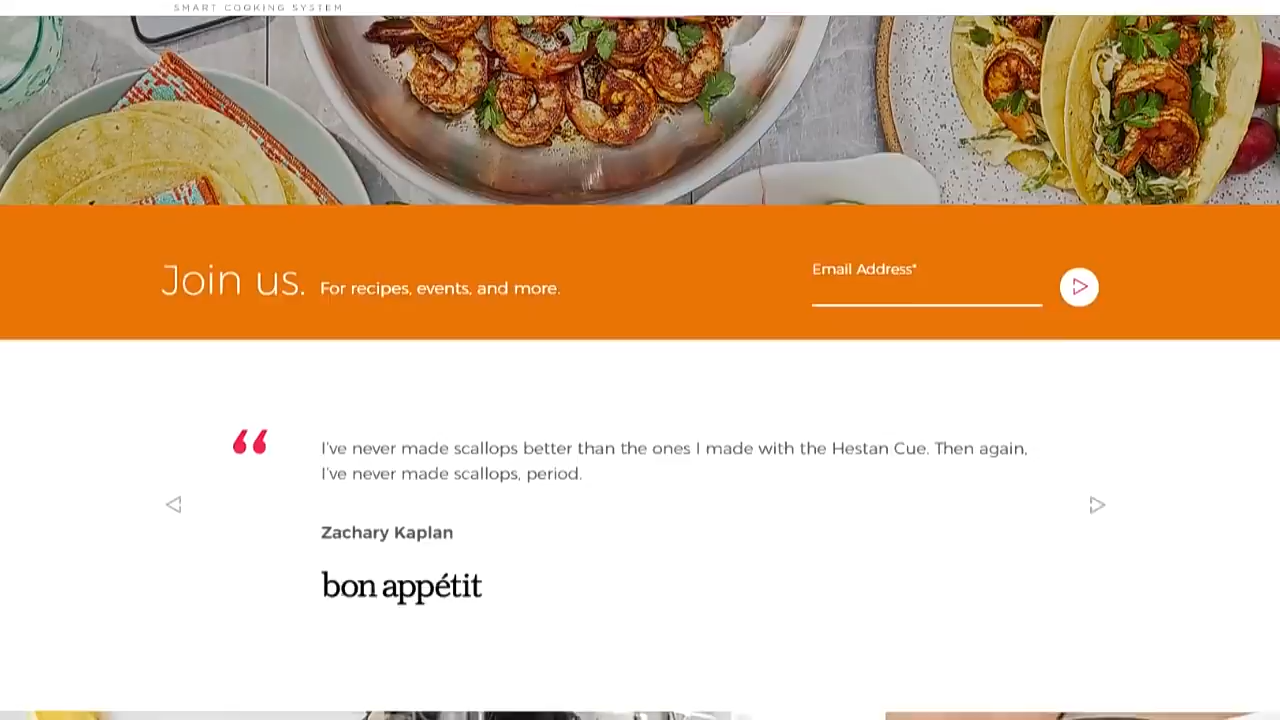 SMART COOKING SYSTEM
Join us. For recipes, events, and more.
Email Address*
“
I've never made scallops better than the ones I made with the Hestan Cue. Then again,
I've never made scallops, period.
Zachary Kaplan
bon appétit